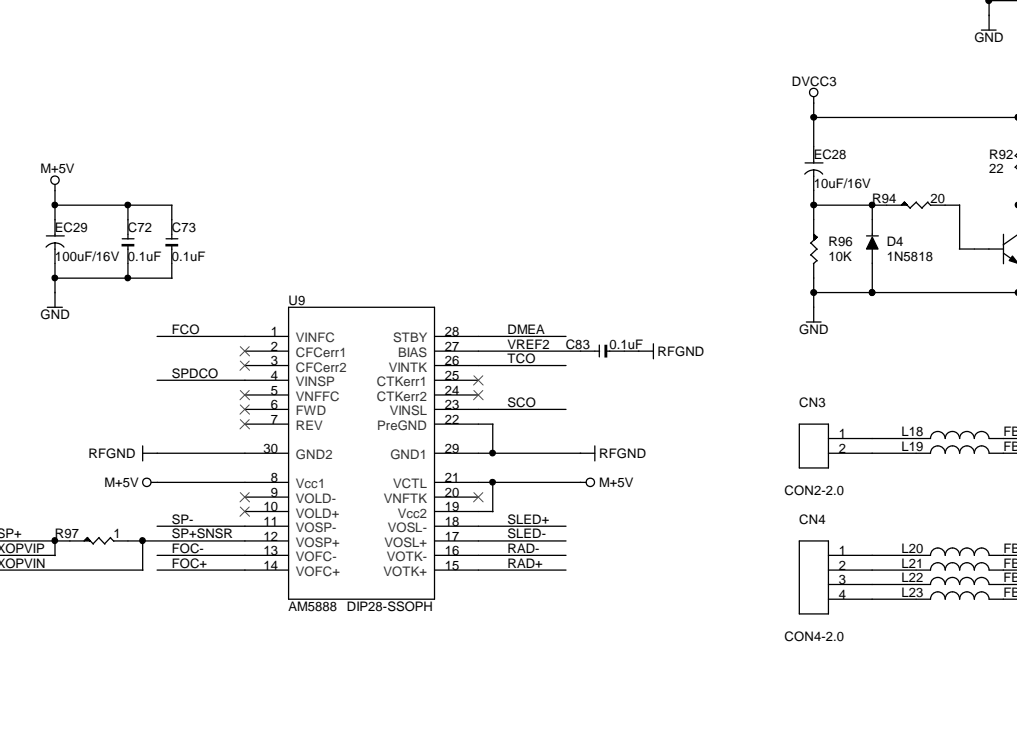 GND
DVCC3
EC28
10uF/16V
R92
22
R94 20
R96
10K
D4
1N5818
GND
M+5V
EC29
100uF/16V
C72
0.1uF
C73
0.1uF
GND
U9
FCO 1 VINFC STBY 28 DMEA
2 CFCerr1 BIAS 27 VREF2 C83 0.1uF RFGND
3 CFCerr2 VINTK 26 TCO
SPDCO 4 VINSP CTKerr1 25
5 VNFFC CTKerr2 24
6 FWD VINSL 23 SCO
7 REV PreGND 22
RFGND 30 GND2 GND1 29 RFGND
M+5V 8 Vcc1 VCTL 21 M+5V
9 VOLD- VNFTK 20
10 VOLD+ Vcc2 19
SP- 11 VOSP- VOSL- 18 SLED+
SP+ R97 1 SP+SNSR 12 VOSP+ VOSL+ 17 SLED-
XOPVIP FOC- 13 VOFC- VOTK- 16 RAD-
XOPVIN FOC+ 14 VOFC+ VOTK+ 15 RAD+
AM5888 DIP28-SSOPH
CN3
1 L18 FB
2 L19 FB
CON2-2.0
CN4
1 L20 FB
2 L21 FB
3 L22 FB
4 L23 FB
CON4-2.0